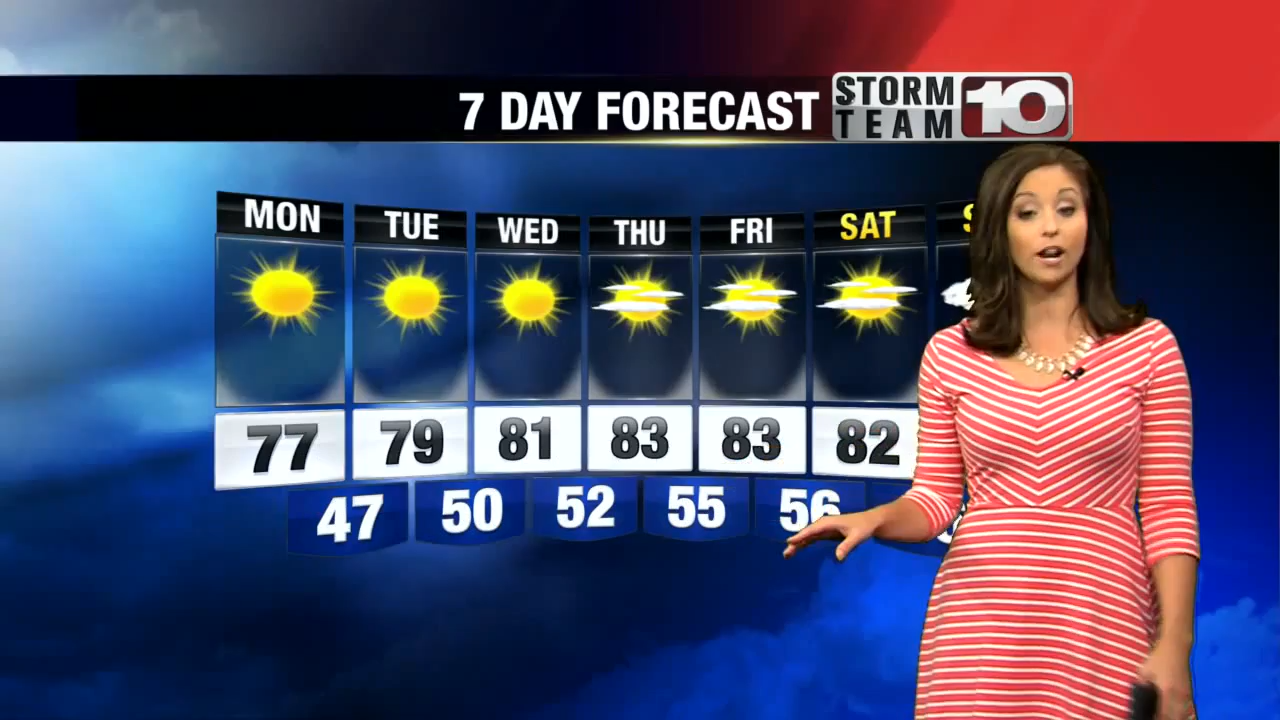 7 DAY FORECAST
STORM TEAM 10
MON TUE WED THU FRI SAT
77 79 81 83 83 82
47 50 52 55 56